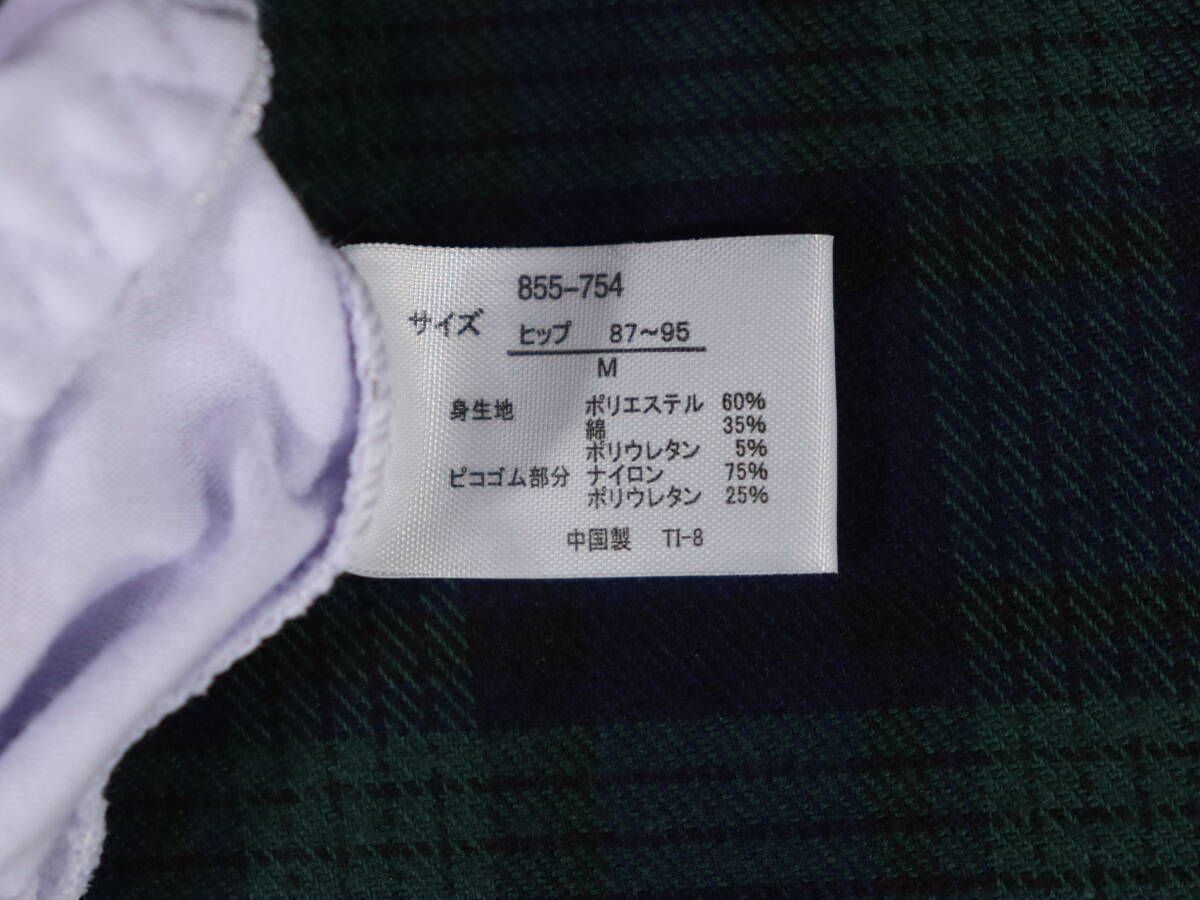 855-754
サイズ ヒップ 87~95
M
身生地 ポリエステル 60%
綿 35%
ポリウレタン 5%
ピコゴム部分 ナイロン 75%
ポリウレタン 25%
中国製 TI-8